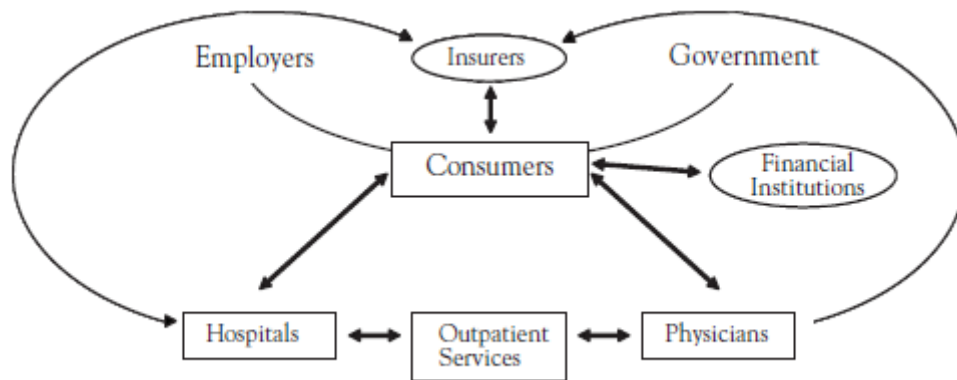 Employers
Insurers
Government
Consumers
Financial
Institutions
Hospitals
Outpatient
Services
Physicians